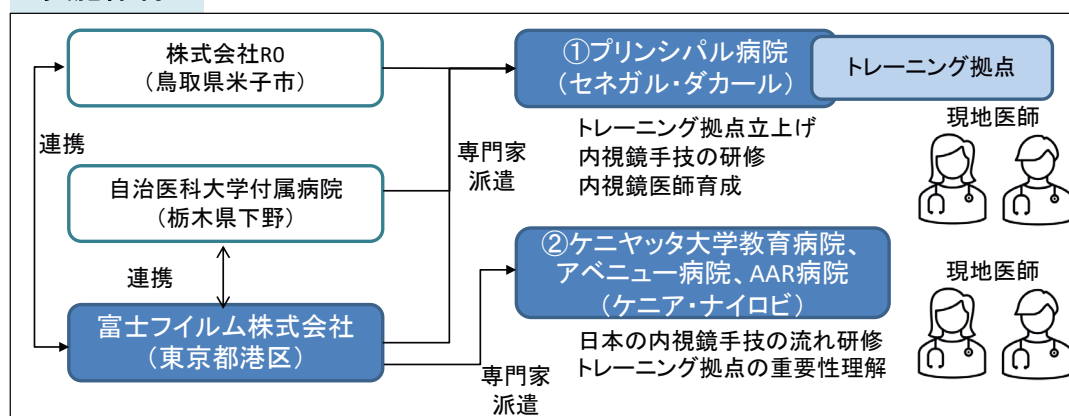 株式会社R0
（鳥取県米子市）
連携
自治医科大学付属病院
（栃木県下野）
連携
富士フイルム株式会社
（東京都港区）
専門家
派遣
専門家
派遣
①プリンシパル病院
（セネガル・ダカール）
トレーニング拠点
トレーニング拠点立上げ
内視鏡手技の研修
内視鏡医師育成
現地医師
②ケニヤッタ大学教育病院、
アベニュー病院、AAR病院
（ケニア・ナイロビ）
日本の内視鏡手技の流れ研修
トレーニング拠点の重要性理解
現地医師